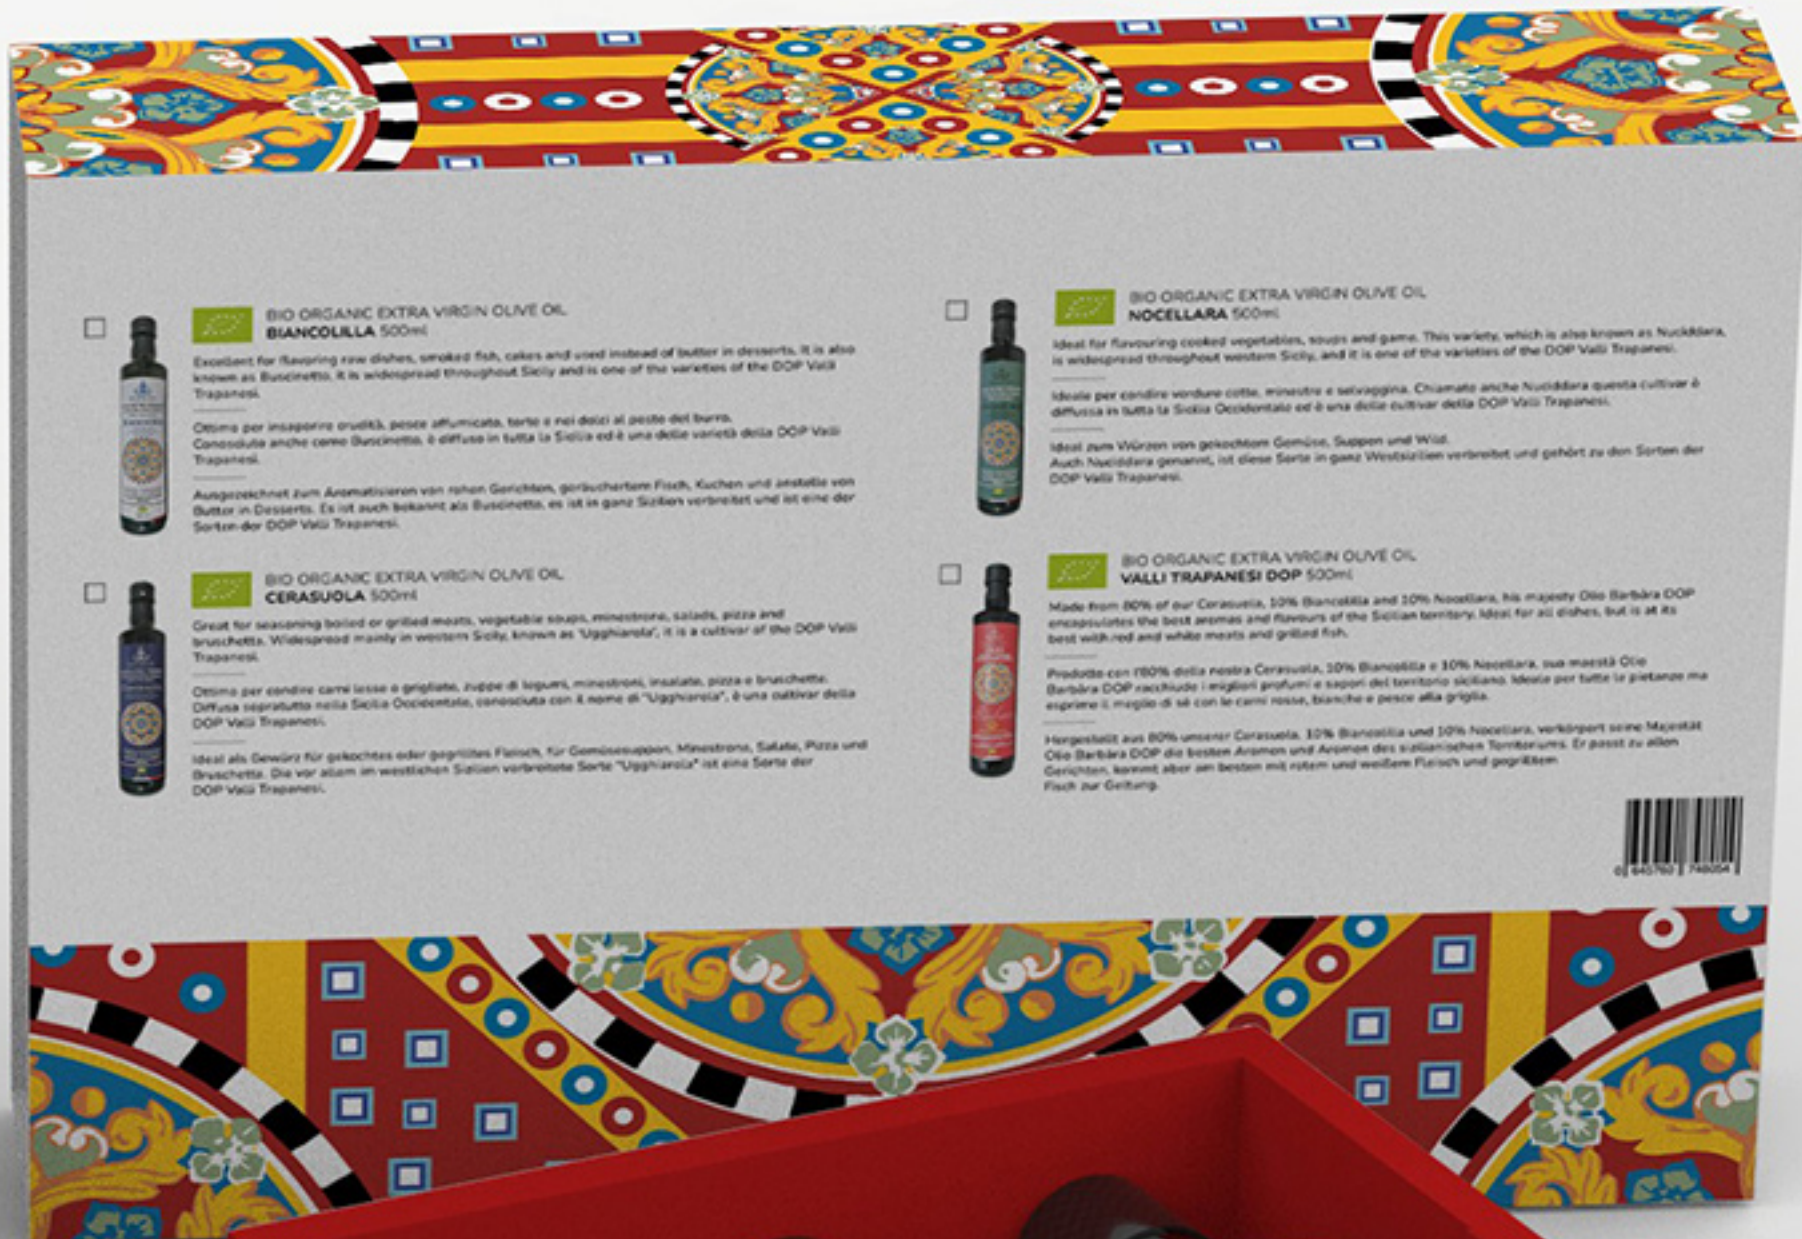 BIO ORGANIC EXTRA VIRGIN OLIVE OIL
BIANCOLILLA 500ml
Excellent for flavoring raw dishes, smoked fish, cakes and used instead of butter in desserts. It is also
known as Buscinetto, it is widespread throughout Sicily and is one of the varieties of the DOP Valli
Trapanesi.
Ottimo per insaporire crudità, pesce affumicato, torte e nei dolci al posto del burro.
Conosciuto anche come Buscinetto, è diffuso in tutta la Sicilia ed è una delle varietà della DOP Valli
Trapanesi.
Ausgezeichnet zum Aromatisieren von rohen Gerichten, geräuchertem Fisch, Kuchen und anstelle von
Butter in Desserts. Es ist auch bekannt als Buscinetto, es ist in ganz Sizilien verbreitet und ist eine der
Sorten der DOP Valli Trapanesi.
BIO ORGANIC EXTRA VIRGIN OLIVE OIL
CERASUOLA 500ml
Great for seasoning boiled or grilled meats, vegetable soups, minestrone, salads, pizza and
bruschetta. Widespread mainly in western Sicily, known as "Ugghiarola", it is a cultivar of the DOP Valli
Trapanesi.
Ottimo per condire carni lesse o grigliate, zuppe di legumi, minestroni, insalate, pizza e bruschette.
Diffusa sopratutto nella Sicilia Occidentale, conosciuta con il nome di "Ugghiarola", è una cultivar della
DOP Valli Trapanesi.
Ideal als Gewürz für gekochtes oder gegrilltes Fleisch, für Gemüsesuppen, Minestrone, Salate, Pizza und
Bruschetta. Die vor allem im westlichen Sizilien verbreitete Sorte "Ugghiarola" ist eine Sorte der
DOP Valli Trapanesi.
BIO ORGANIC EXTRA VIRGIN OLIVE OIL
NOCELLARA 500ml
Ideal for flavouring cooked vegetables, soups and game. This variety, which is also known as Nuciddara,
is widespread throughout western Sicily, and it is one of the varieties of the DOP Valli Trapanesi.
Ideale per condire verdure cotte, minestre e selvaggina. Chiamata anche Nuciddara questa cultivar è
diffussa in tutta la Sicilia Occidentale ed è una delle cultivar della DOP Valli Trapanesi.
Ideal zum Würzen von gekochtem Gemüse, Suppen und Wild.
Auch Nuciddara genannt, ist diese Sorte in ganz Westsizilien verbreitet und gehört zu den Sorten der
DOP Valli Trapanesi.
BIO ORGANIC EXTRA VIRGIN OLIVE OIL
VALLI TRAPANESI DOP 500ml
Made from 80% of our Cerasuola, 10% Biancolilla and 10% Nocellara, his majesty Olio Barbàra DOP
encapsulates the best aromas and flavours of the Sicilian territory. Ideal for all dishes, but is at its
best with red and white meats and grilled fish.
Prodotto con l'80% della nostra Cerasuola, 10% Biancolilla e 10% Nocellara, sua maestà Olio
Barbàra DOP racchiude i migliori profumi e sapori del territorio siciliano. Ideale per tutte le pietanze ma
esprime il meglio di sè con le carni rosse, bianche e pesce alla griglia.
Hergestellt aus 80% unserer Cerasuola, 10% Biancolilla und 10% Nocellara, verkörpert seine Majestät
Olio Barbàra DOP die besten Aromen und Aromen des sizilianischen Territoriums. Er passt zu allen
Gerichten, kommt aber am besten mit rotem und weißem Fleisch und gegrilltem
Fisch zur Geltung.